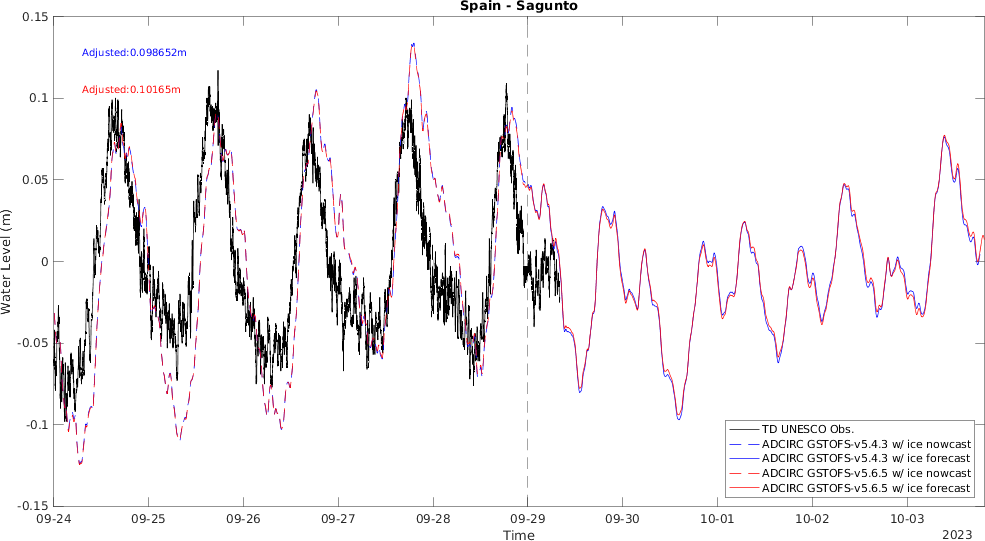 Spain - Sagunto
0.15
0.1
0.05
0
-0.05
-0.1
-0.15
Water Level (m)
Adjusted:0.098652m
Adjusted:0.10165m
TD UNESCO Obs.
ADCIRC GSTOFS-v5.4.3 w/ ice nowcast
ADCIRC GSTOFS-v5.4.3 w/ ice forecast
ADCIRC GSTOFS-v5.6.5 w/ ice nowcast
ADCIRC GSTOFS-v5.6.5 w/ ice forecast
09-24 09-25 09-26 09-27 09-28 09-29 09-30 10-01 10-02 10-03
Time
2023